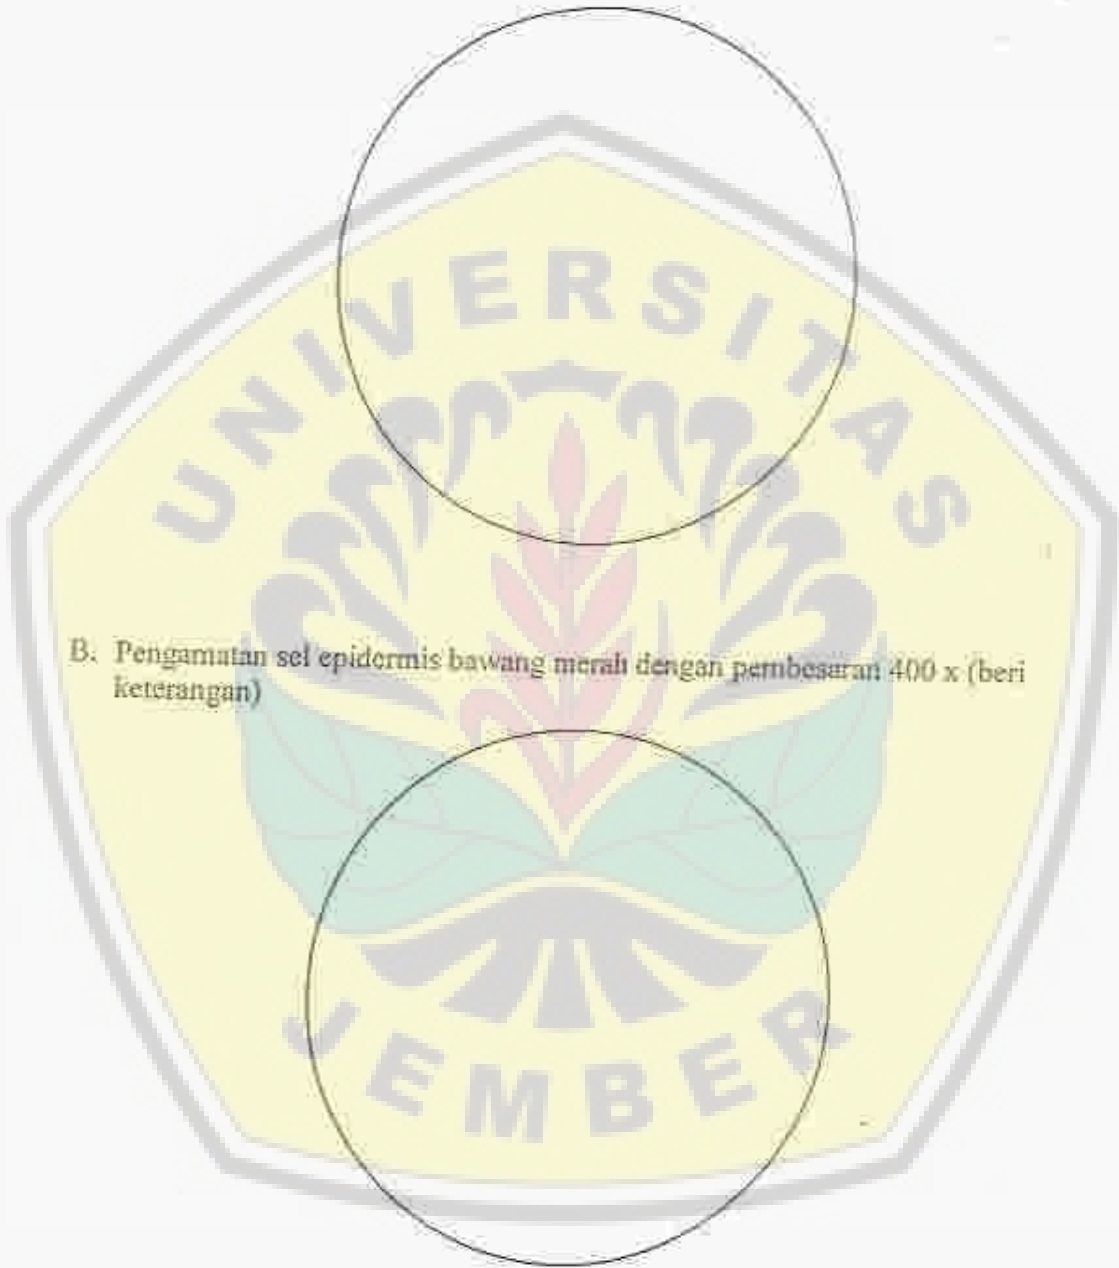 UNIVERSITAS
B. Pengamatan sel epidermis bawang merah dengan pembesaran 400 x (beri
keterangan)
JEMBER